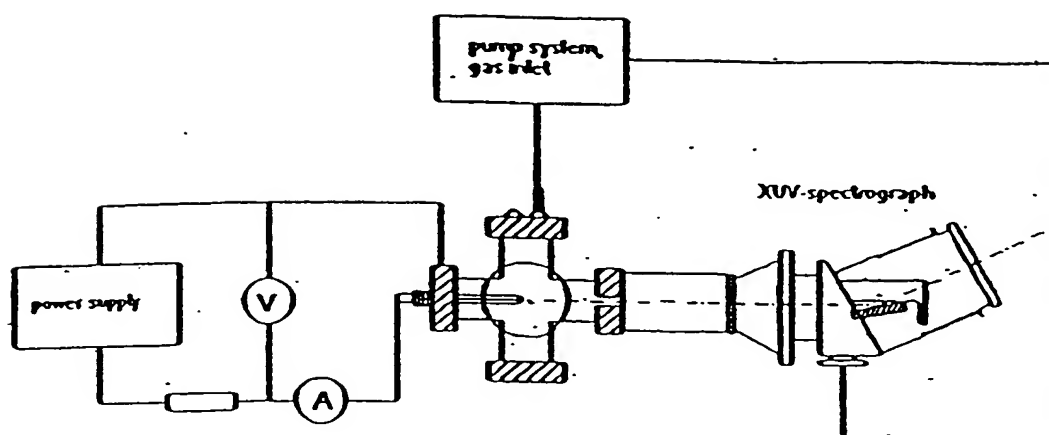 pump system,
gas inlet
XUV-spectrograph
power supply
V
A